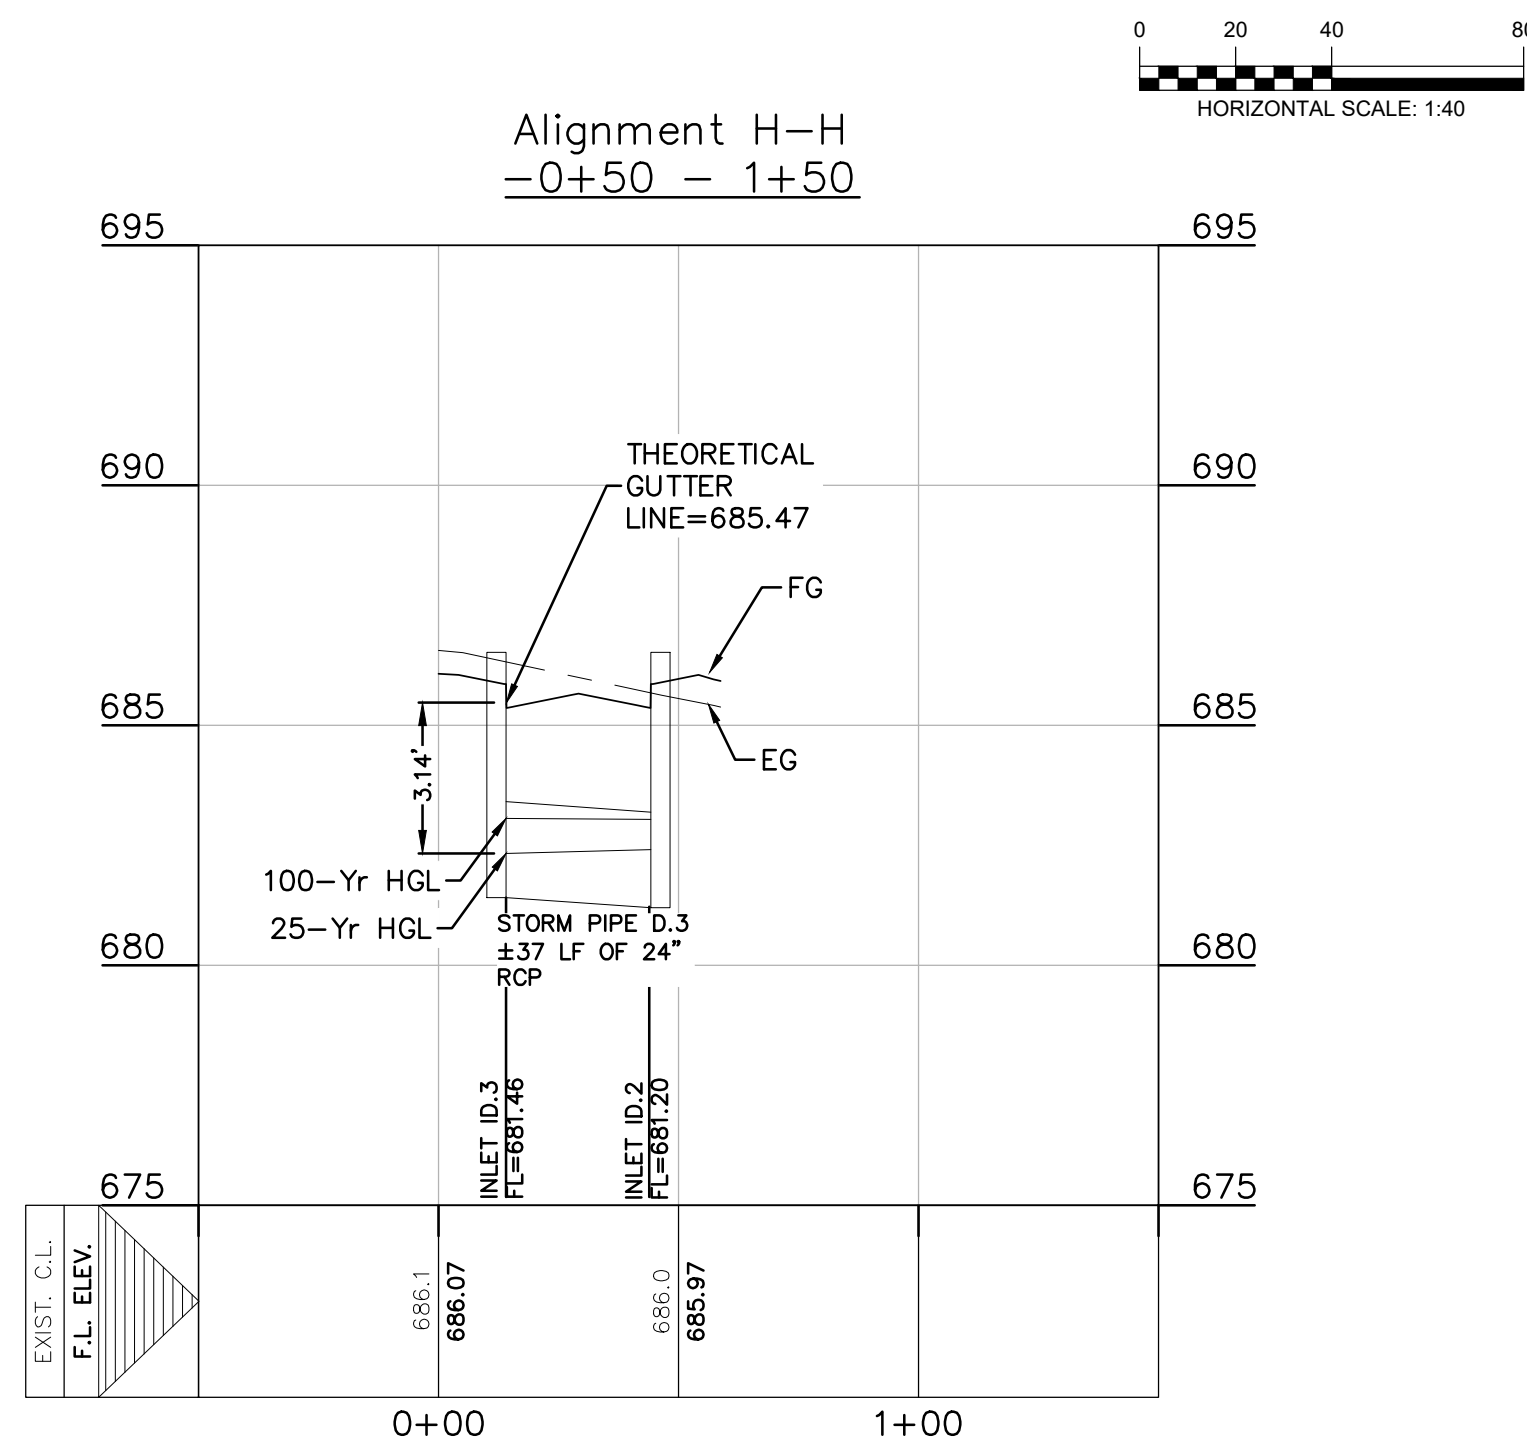 0 20 40
HORIZONTAL SCALE: 1:40
Alignment H-H
-0+50 - 1+50
695 695
690 690
THEORETICAL
GUTTER
LINE=685.47
FG
685 685
EG
3.14'
100-Yr HGL
25-Yr HGL
STORM PIPE D.3
±37 LF OF 24"
RCP
680 680
INLET ID.3
FL=681.46
INLET ID.2
FL=681.20
675 675
EXIST. C.L.
F.L. ELEV.
686.1
686.07
686.0
685.97
0+00 1+00